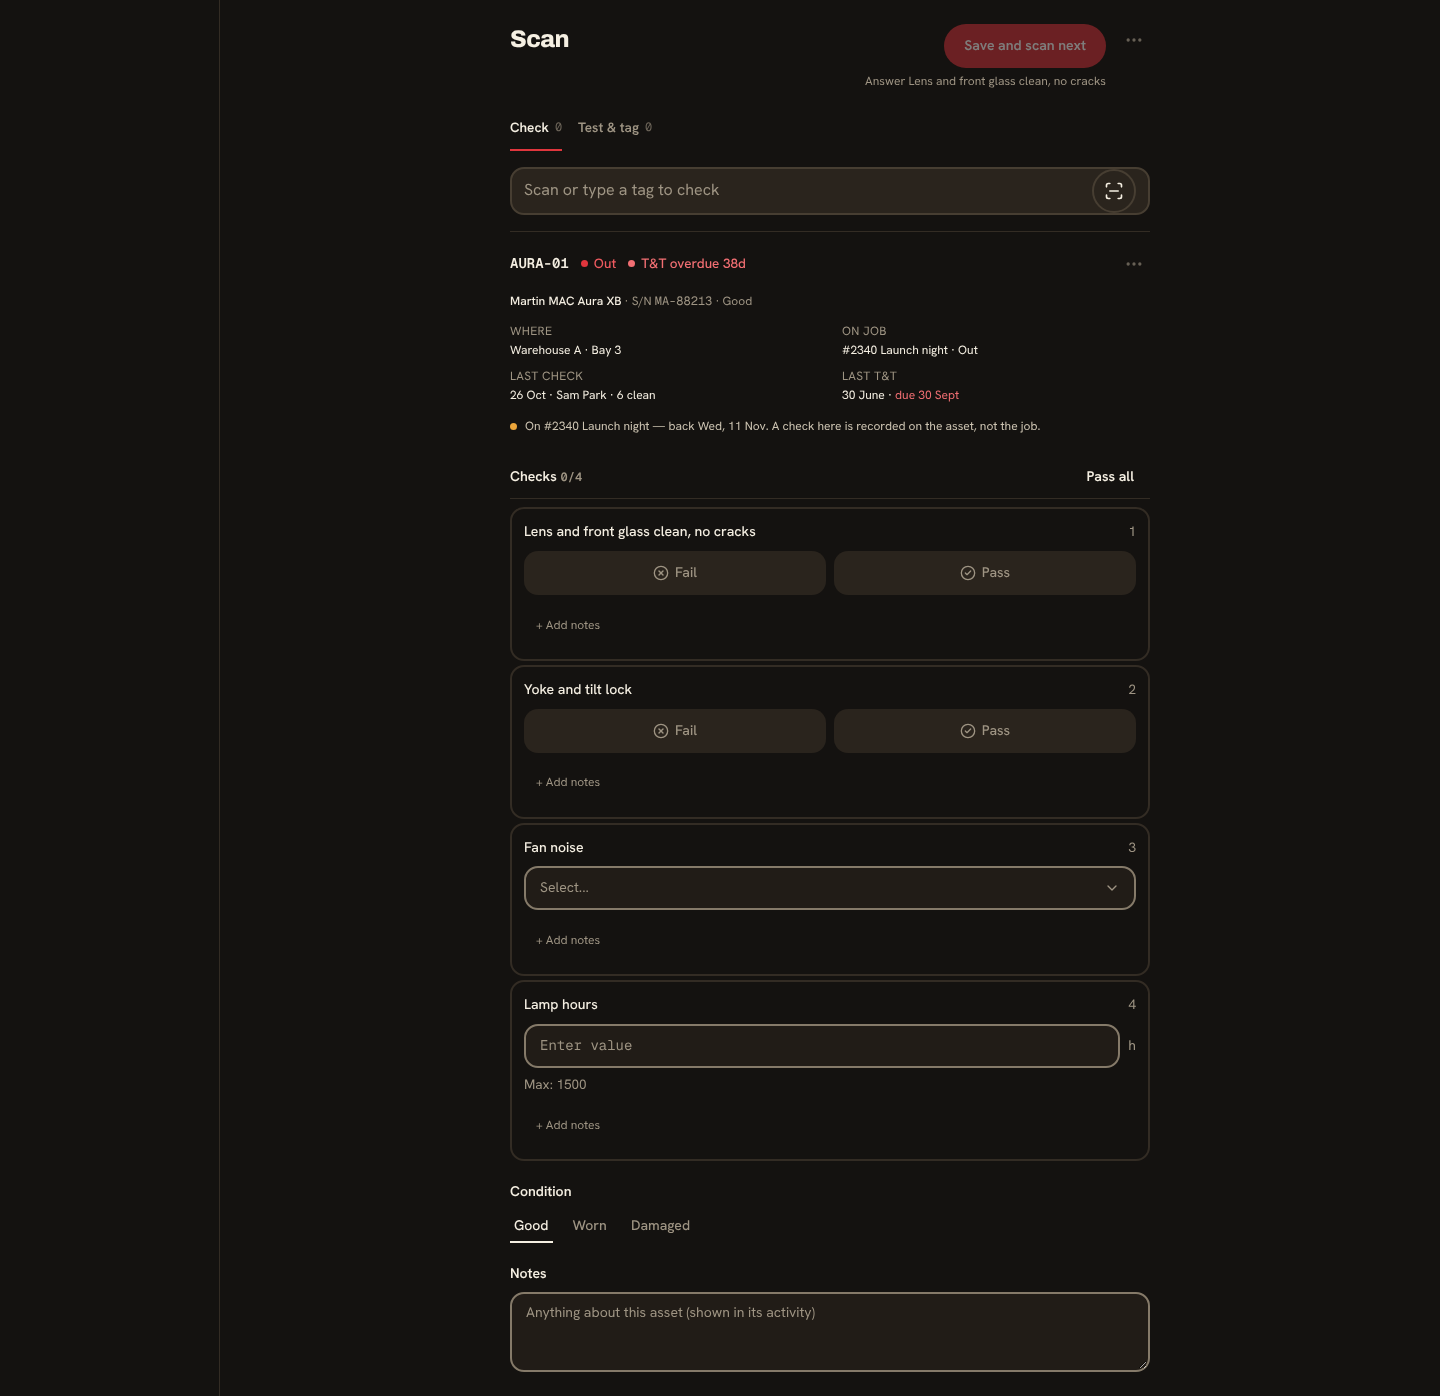 Scan
Save and scan next
Answer Lens and front glass clean, no cracks
Check 0 Test & tag 0
Scan or type a tag to check
AURA-01 Out T&T overdue 38d
Martin MAC Aura XB · S/N MA-88213 · Good
WHERE
Warehouse A · Bay 3
ON JOB
#2340 Launch night · Out
LAST CHECK
26 Oct · Sam Park · 6 clean
LAST T&T
30 June · due 30 Sept
On #2340 Launch night — back Wed, 11 Nov. A check here is recorded on the asset, not the job.
Checks 0/4 Pass all
Lens and front glass clean, no cracks 1
Fail Pass
+ Add notes
Yoke and tilt lock 2
Fail Pass
+ Add notes
Fan noise 3
Select...
+ Add notes
Lamp hours 4
Enter value h
Max: 1500
+ Add notes
Condition
Good Worn Damaged
Notes
Anything about this asset (shown in its activity)